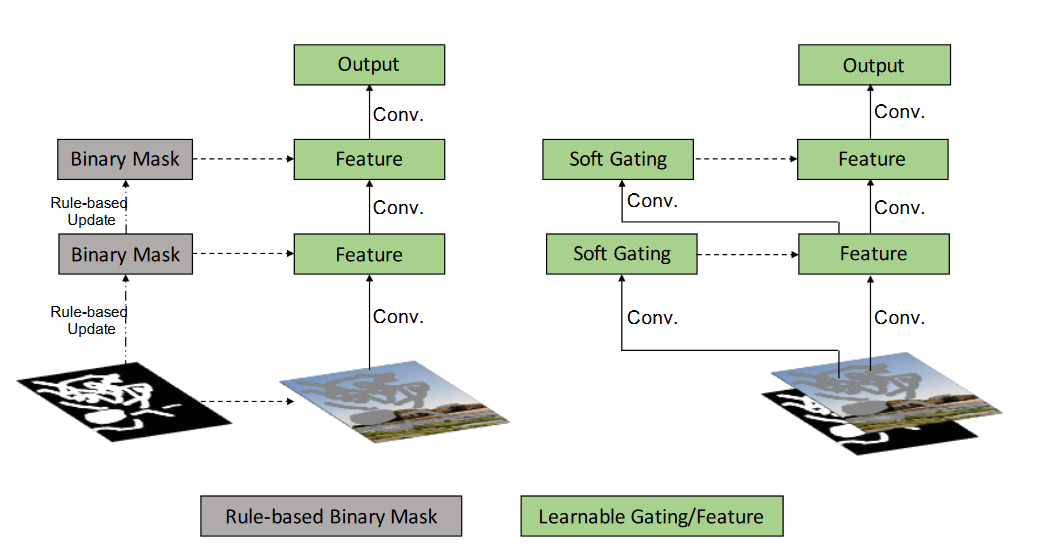 Output
Conv.
Binary Mask
Feature
Rule-based
Update
Conv.
Binary Mask
Feature
Rule-based
Update
Conv.
Output
Conv.
Soft Gating
Feature
Conv.
Conv.
Soft Gating
Feature
Conv.
Conv.
Rule-based Binary Mask
Learnable Gating/Feature